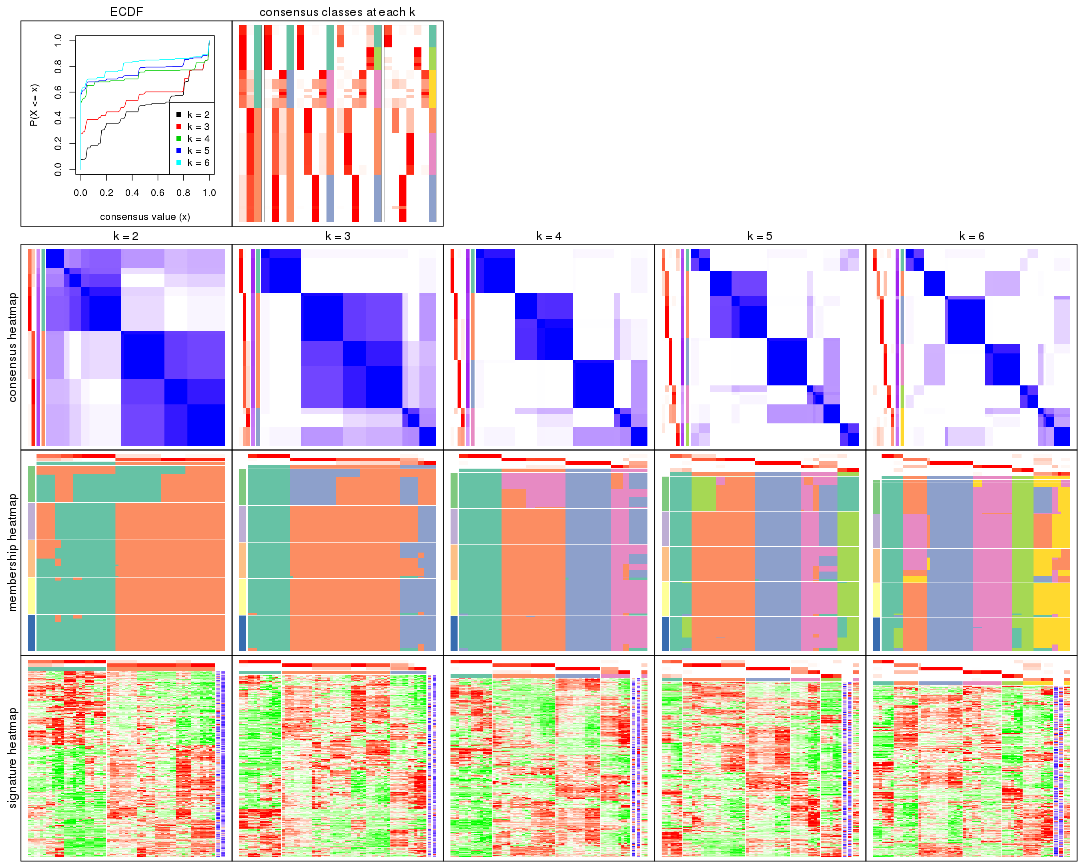 ECDF
consensus classes at each k
P(X <= x)
0.0 0.2 0.4 0.6 0.8 1.0
k = 2
k = 3
k = 4
k = 5
k = 6
0.0 0.2 0.4 0.6 0.8 1.0
consensus value (x)
k = 2
k = 3
k = 4
k = 5
k = 6
consensus heatmap
membership heatmap
signature heatmap